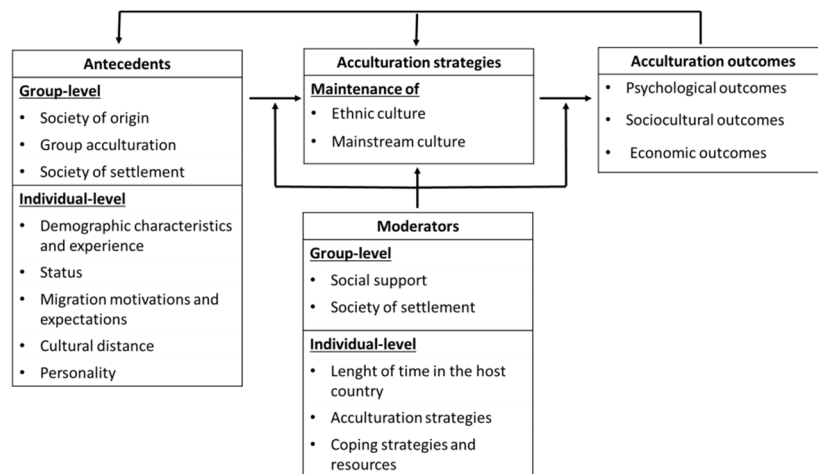 Antecedents
Group-level
• Society of origin
• Group acculturation
• Society of settlement
Individual-level
• Demographic characteristics
and experience
• Status
• Migration motivations and
expectations
• Cultural distance
• Personality
Acculturation strategies
Maintenance of
• Ethnic culture
• Mainstream culture
Acculturation outcomes
• Psychological outcomes
• Sociocultural outcomes
• Economic outcomes
Moderators
Group-level
• Social support
• Society of settlement
Individual-level
• Lenght of time in the host
country
• Acculturation strategies
• Coping strategies and
resources